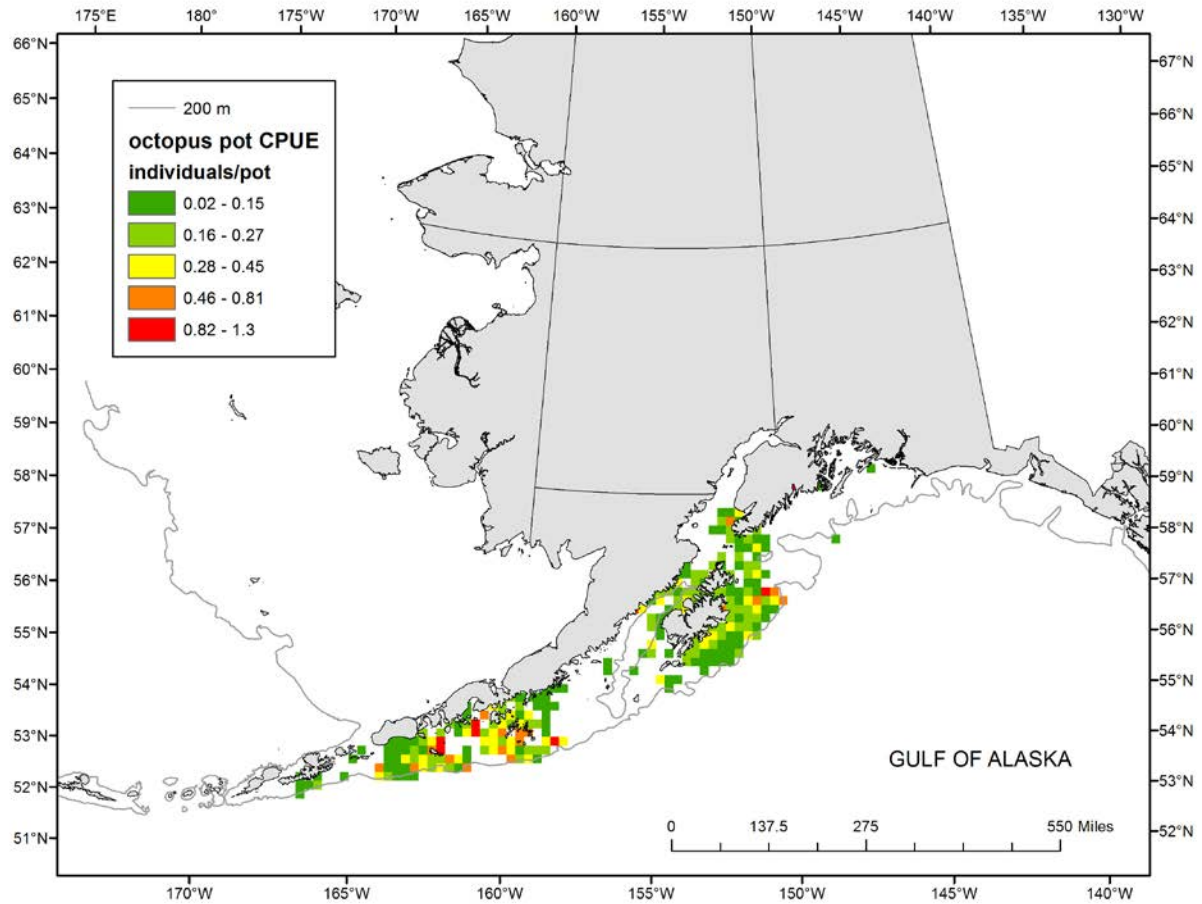 175°E 180° 175°W 170°W 160°W 155°W 150°W 145°W 140°W 135°W 130°W
66°N
65°N
64°N
63°N
62°N
61°N
60°N
59°N
58°N
57°N
56°N
55°N
54°N
53°N
52°N
51°N
200 m
octopus pot CPUE
individuals/pot
0.02 - 0.15
0.16 - 0.27
0.28 - 0.45
0.46 - 0.81
0.82 - 1.3
67°N
66°N
65°N
64°N
63°N
62°N
61°N
60°N
59°N
58°N
57°N
56°N
55°N
54°N
53°N
52°N
GULF OF ALASKA
0 137.5 275 550 Miles
170°W 165°W 160°W 155°W 150°W 145°W 140°W